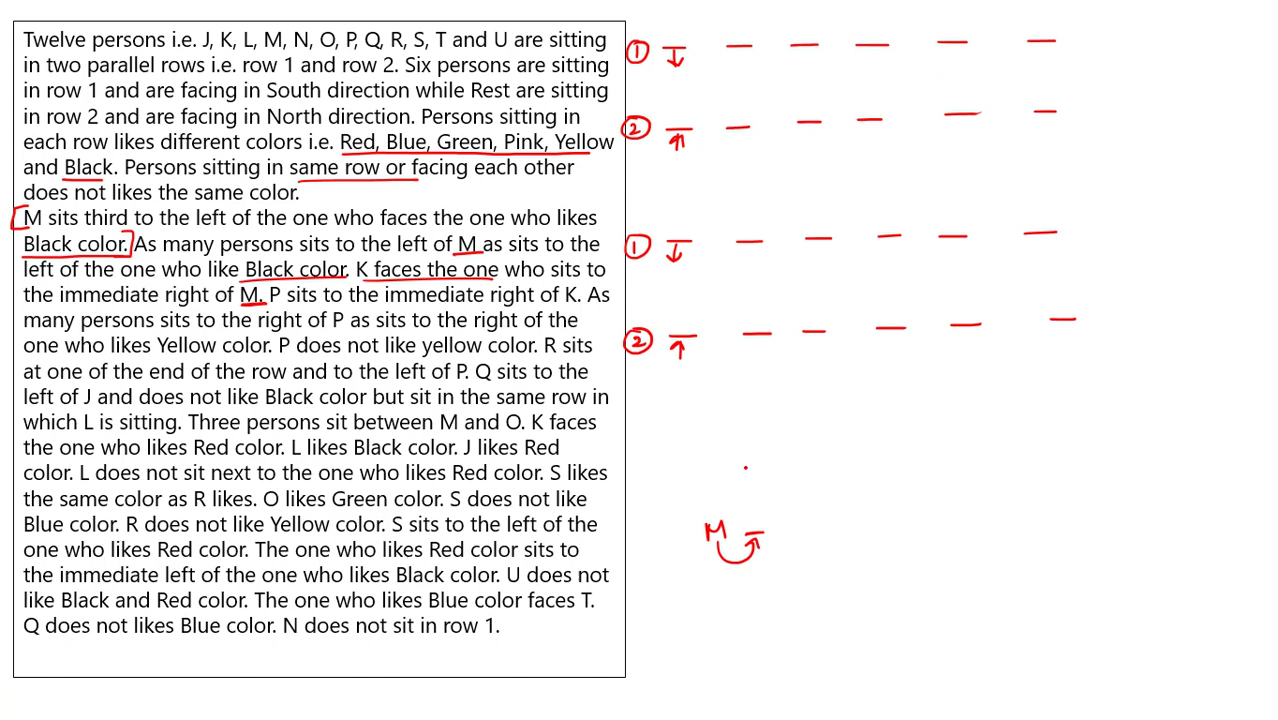 Twelve persons i.e. J, K, L, M, N, O, P, Q, R, S, T and U are sitting
in two parallel rows i.e. row 1 and row 2. Six persons are sitting
in row 1 and are facing in South direction while Rest are sitting
in row 2 and are facing in North direction. Persons sitting in
each row likes different colors i.e. Red, Blue, Green, Pink, Yellow
and Black. Persons sitting in same row or facing each other
does not likes the same color.
M sits third to the left of the one who faces the one who likes
Black color. As many persons sits to the left of M as sits to the
left of the one who like Black color. K faces the one who sits to
the immediate right of M. P sits to the immediate right of K. As
many persons sits to the right of P as sits to the right of the
one who likes Yellow color. P does not like yellow color. R sits
at one of the end of the row and to the left of P. Q sits to the
left of J and does not like Black color but sit in the same row in
which L is sitting. Three persons sit between M and O. K faces
the one who likes Red color. L likes Black color. J likes Red
color. L does not sit next to the one who likes Red color. S likes
the same color as R likes. O likes Green color. S does not like
Blue color. R does not like Yellow color. S sits to the left of the
one who likes Red color. The one who likes Red color sits to
the immediate left of the one who likes Black color. U does not
like Black and Red color. The one who likes Blue color faces T.
Q does not likes Blue color. N does not sit in row 1.
1
2
1
2
M